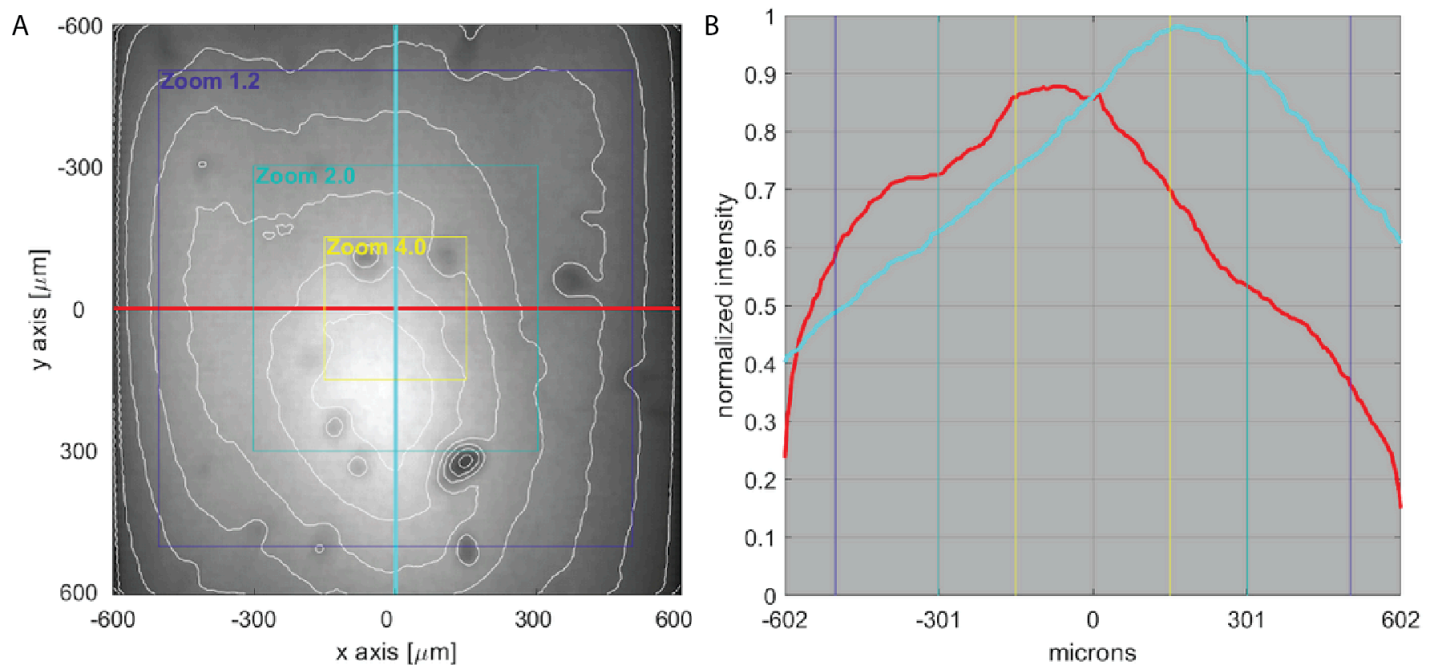 A
-600
-300
0
300
600
y axis [μm]
Zoom 1.2
Zoom 2.0
Zoom 4.0
-600
-300
0
300
600
x axis [μm]
B
1
0.9
0.8
0.7
0.6
0.5
0.4
0.3
0.2
0.1
0
normalized intensity
-602
-301
0
301
602
microns